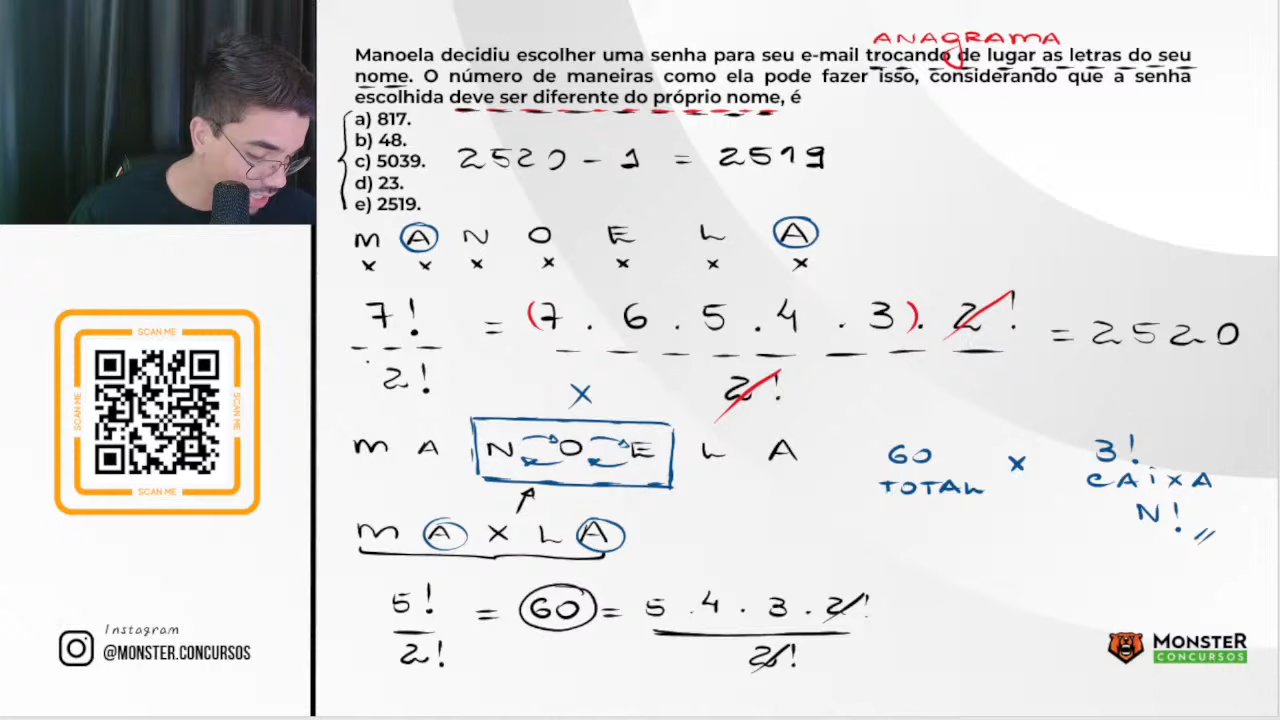 ANAGRAMA
Manoela decidiu escolher uma senha para seu e-mail trocando de lugar as letras do seu
nome. O número de maneiras como ela pode fazer isso, considerando que a senha
escolhida deve ser diferente do próprio nome, é
a) 817.
b) 48.
c) 5039. 2520 - 1 = 2519
d) 23.
e) 2519.
M A N O E L A
x x x x x x x
7! = (7 . 6 . 5 . 4 . 3) . 2! = 2520
2! 2!
X
M A N O E L A 60 x 3!
TOTAL CAIXA
N!
M A X L A
5! = 60 = 5 . 4 . 3 . 2!
2! 2!
SCAN ME
SCAN ME
SCAN ME
SCAN ME
Instagram
@MONSTER.CONCURSOS
MONSTER
CONCURSOS